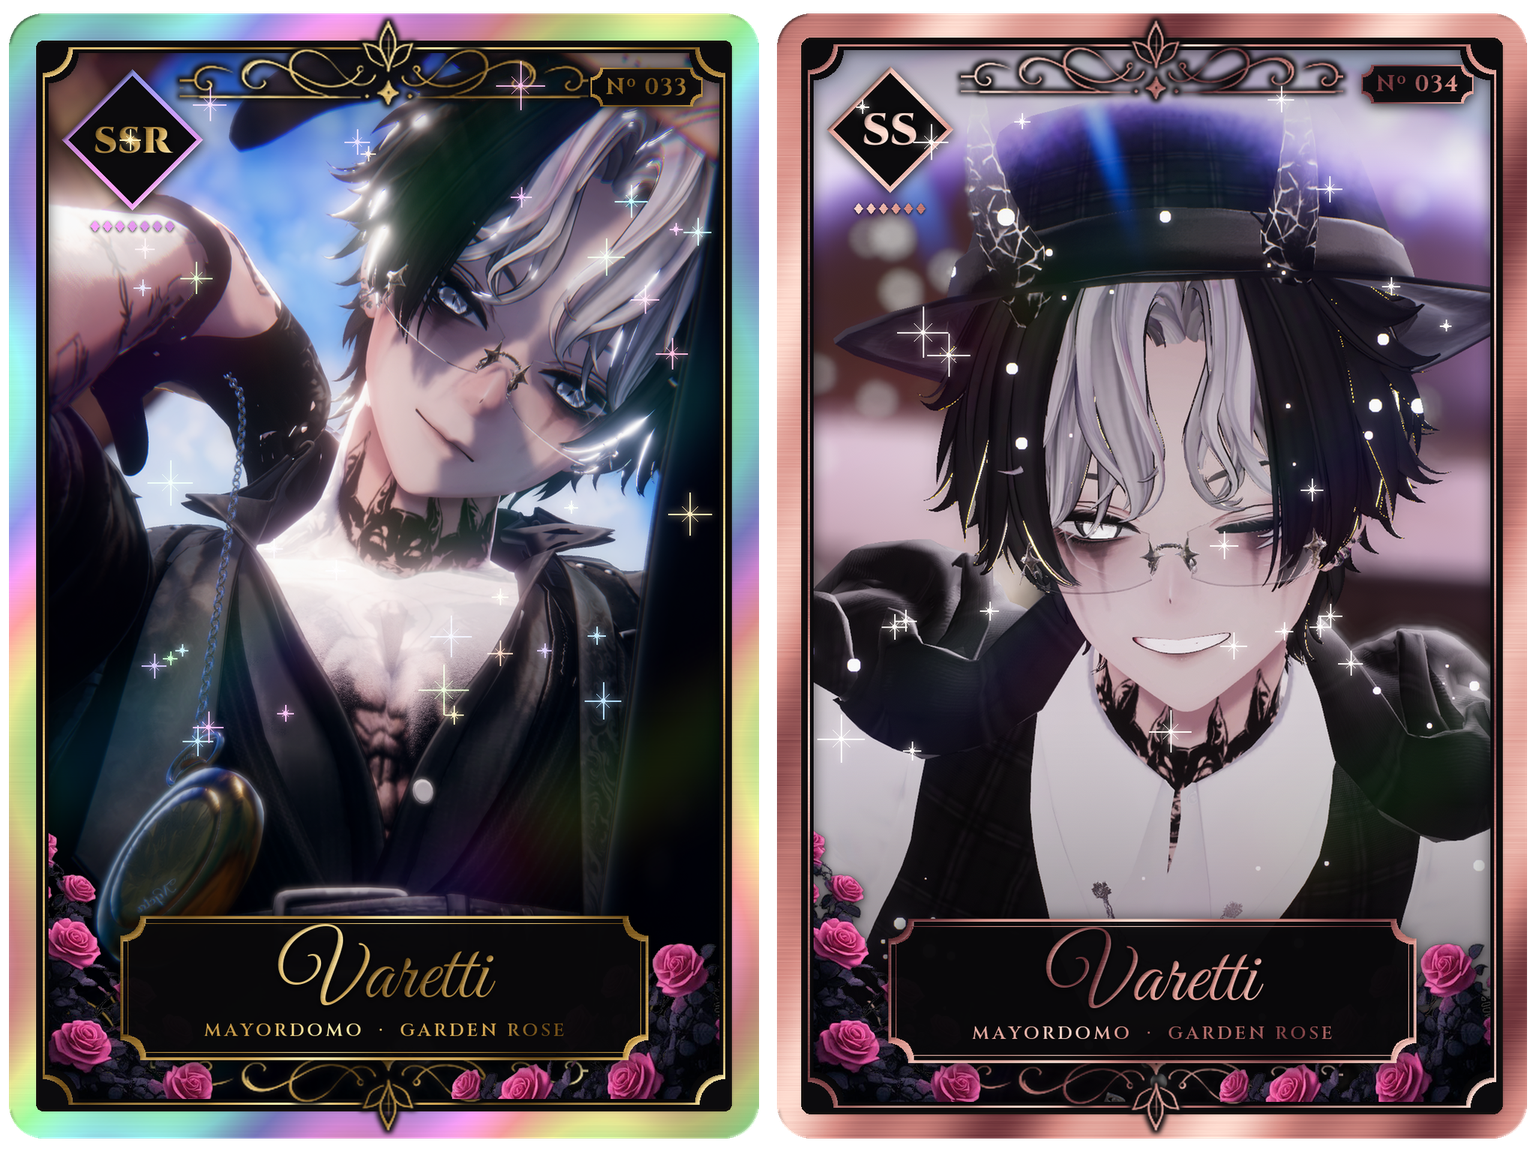 Nº 033
SSR
Varetti
MAYORDOMO · GARDEN ROSE
Nº 034
SS
Varetti
MAYORDOMO · GARDEN ROSE